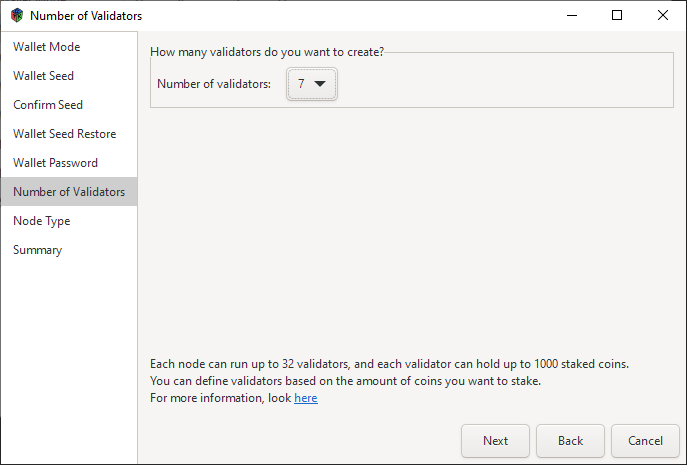 Number of Validators
Wallet Mode
Wallet Seed
Confirm Seed
Wallet Seed Restore
Wallet Password
Number of Validators
Node Type
Summary
How many validators do you want to create?
Number of validators: 7
Each node can run up to 32 validators, and each validator can hold up to 1000 staked coins.
You can define validators based on the amount of coins you want to stake.
For more information, look here
Next Back Cancel